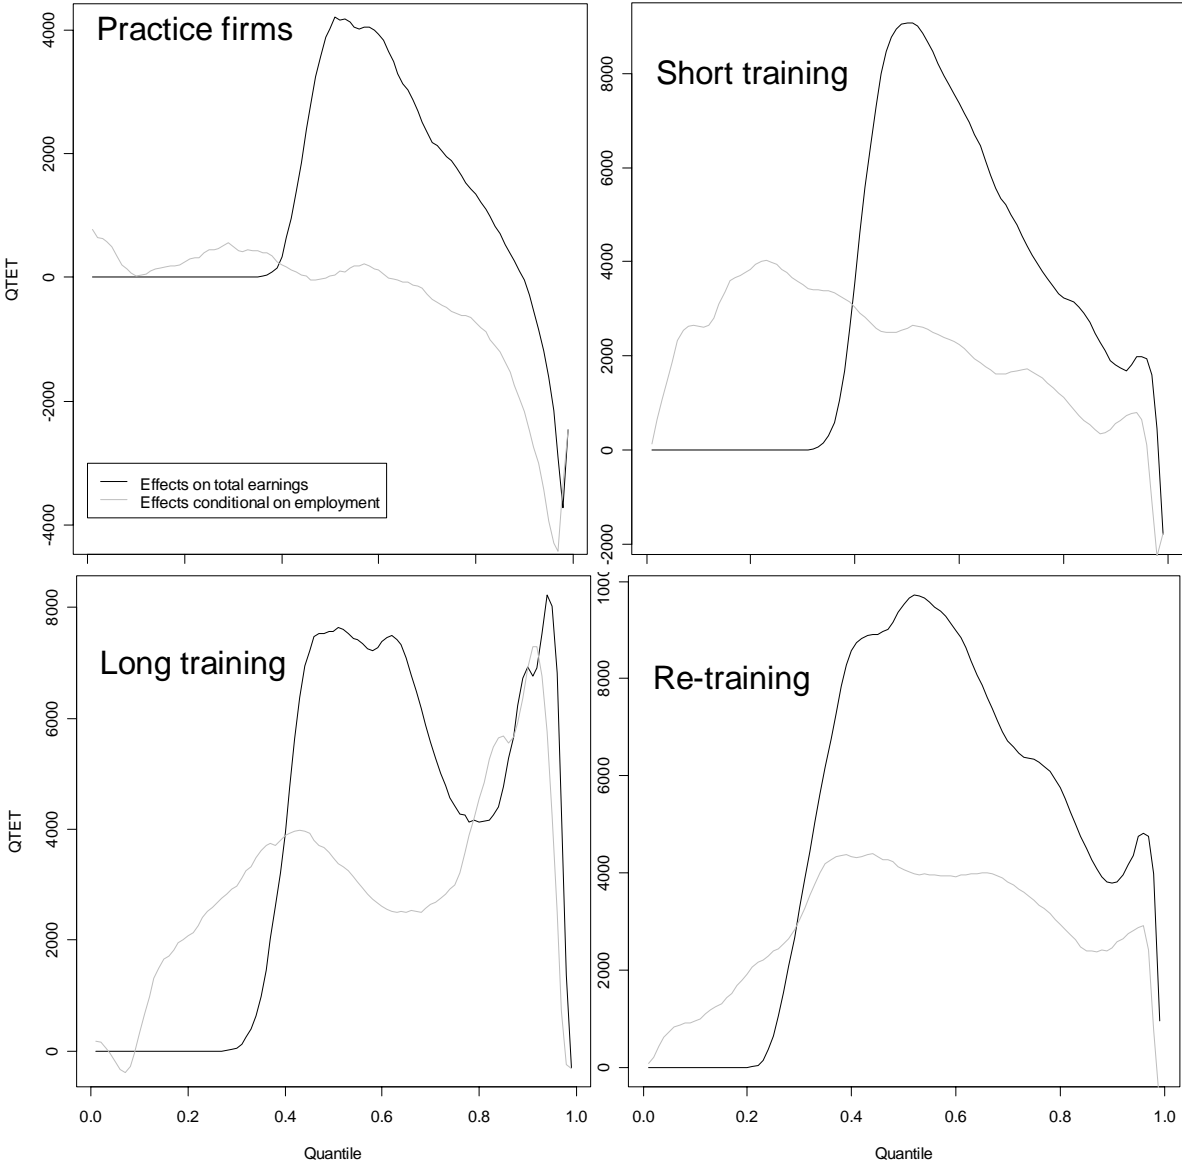 Practice firms
QTET
4000
2000
0
-2000
-4000
Effects on total earnings
Effects conditional on employment
Short training
8000
6000
4000
2000
0
-2000
Long training
QTET
8000
6000
4000
2000
0
0.0 0.2 0.4 0.6 0.8 1.0
Quantile
Re-training
8000
6000
4000
2000
0
0.0 0.2 0.4 0.6 0.8 1.0
Quantile